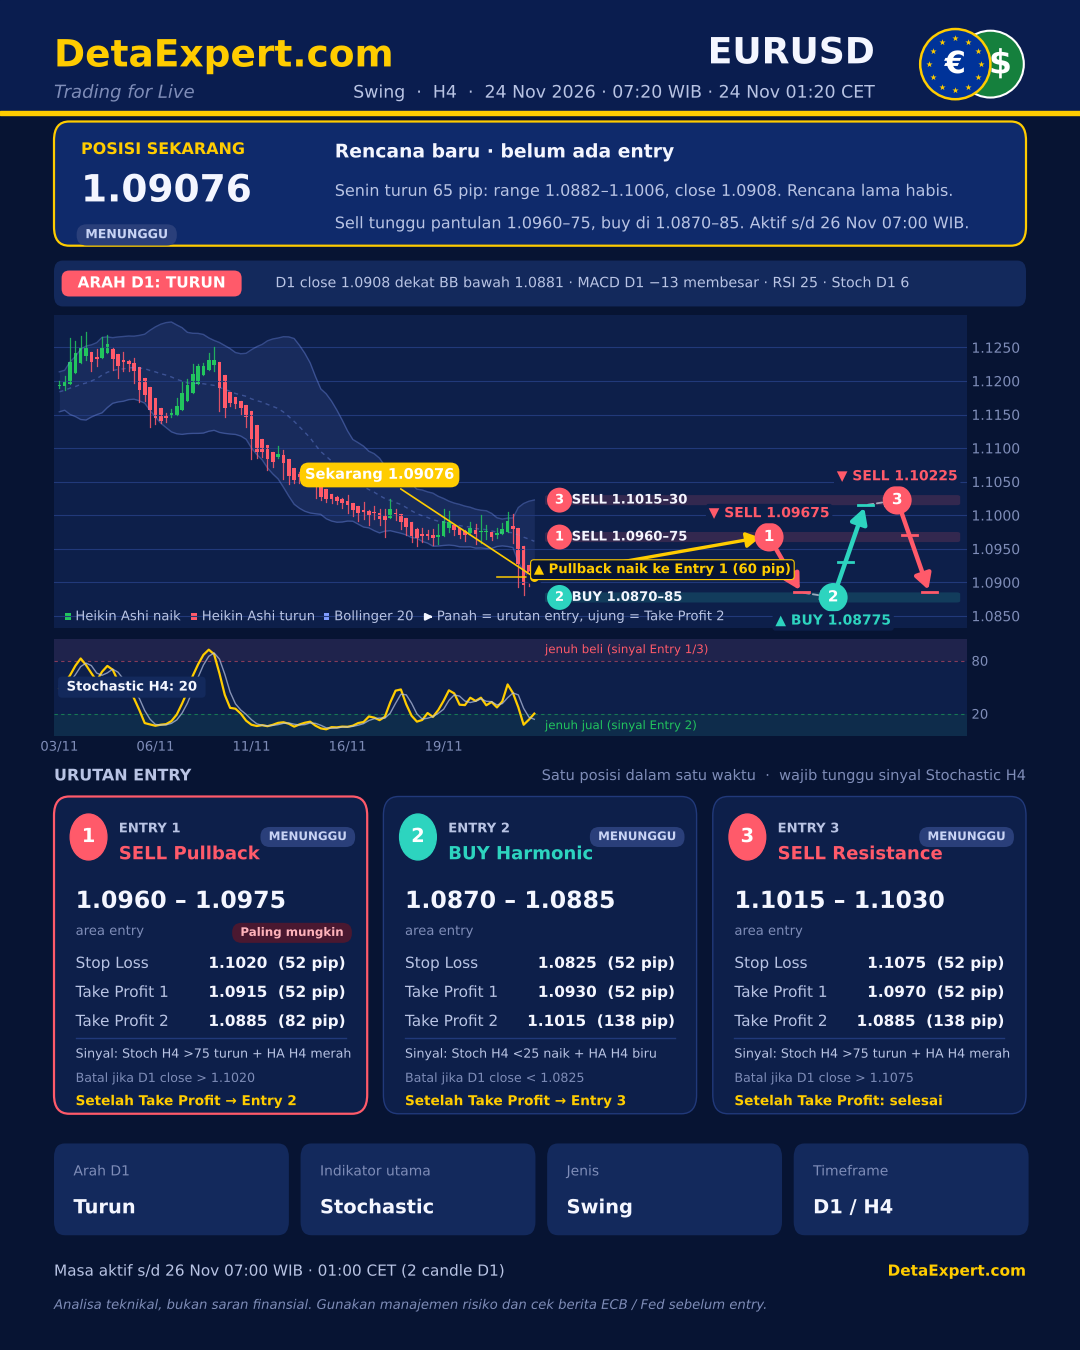 DetaExpert.com
EURUSD
€ $
Trading for Live
Swing · H4 · 24 Nov 2026 · 07:20 WIB · 24 Nov 01:20 CET
POSISI SEKARANG
1.09076
MENUNGGU
Rencana baru · belum ada entry
Senin turun 65 pip: range 1.0882–1.1006, close 1.0908. Rencana lama habis.
Sell tunggu pantulan 1.0960–75, buy di 1.0870–85. Aktif s/d 26 Nov 07:00 WIB.
ARAH D1: TURUN
D1 close 1.0908 dekat BB bawah 1.0881 · MACD D1 −13 membesar · RSI 25 · Stoch D1 6
1.1250
1.1200
1.1150
1.1100
1.1050
1.1000
1.0950
1.0900
1.0850
Sekarang 1.09076
▼ SELL 1.10225
3 SELL 1.1015–30
3
▼ SELL 1.09675
1 SELL 1.0960–75
1
▲ Pullback naik ke Entry 1 (60 pip)
2 BUY 1.0870–85
2
▲ BUY 1.08775
Heikin Ashi naik Heikin Ashi turun Bollinger 20 ▶ Panah = urutan entry, ujung = Take Profit 2
jenuh beli (sinyal Entry 1/3)
80
Stochastic H4: 20
20
jenuh jual (sinyal Entry 2)
03/11 06/11 11/11 16/11 19/11
URUTAN ENTRY
Satu posisi dalam satu waktu · wajib tunggu sinyal Stochastic H4
1
ENTRY 1
MENUNGGU
SELL Pullback
1.0960 – 1.0975
area entry
Paling mungkin
Stop Loss 1.1020 (52 pip)
Take Profit 1 1.0915 (52 pip)
Take Profit 2 1.0885 (82 pip)
Sinyal: Stoch H4 >75 turun + HA H4 merah
Batal jika D1 close > 1.1020
Setelah Take Profit → Entry 2
2
ENTRY 2
MENUNGGU
BUY Harmonic
1.0870 – 1.0885
area entry
Stop Loss 1.0825 (52 pip)
Take Profit 1 1.0930 (52 pip)
Take Profit 2 1.1015 (138 pip)
Sinyal: Stoch H4 <25 naik + HA H4 biru
Batal jika D1 close < 1.0825
Setelah Take Profit → Entry 3
3
ENTRY 3
MENUNGGU
SELL Resistance
1.1015 – 1.1030
area entry
Stop Loss 1.1075 (52 pip)
Take Profit 1 1.0970 (52 pip)
Take Profit 2 1.0885 (138 pip)
Sinyal: Stoch H4 >75 turun + HA H4 merah
Batal jika D1 close > 1.1075
Setelah Take Profit: selesai
Arah D1
Turun
Indikator utama
Stochastic
Jenis
Swing
Timeframe
D1 / H4
Masa aktif s/d 26 Nov 07:00 WIB · 01:00 CET (2 candle D1)
DetaExpert.com
Analisa teknikal, bukan saran finansial. Gunakan manajemen risiko dan cek berita ECB / Fed sebelum entry.